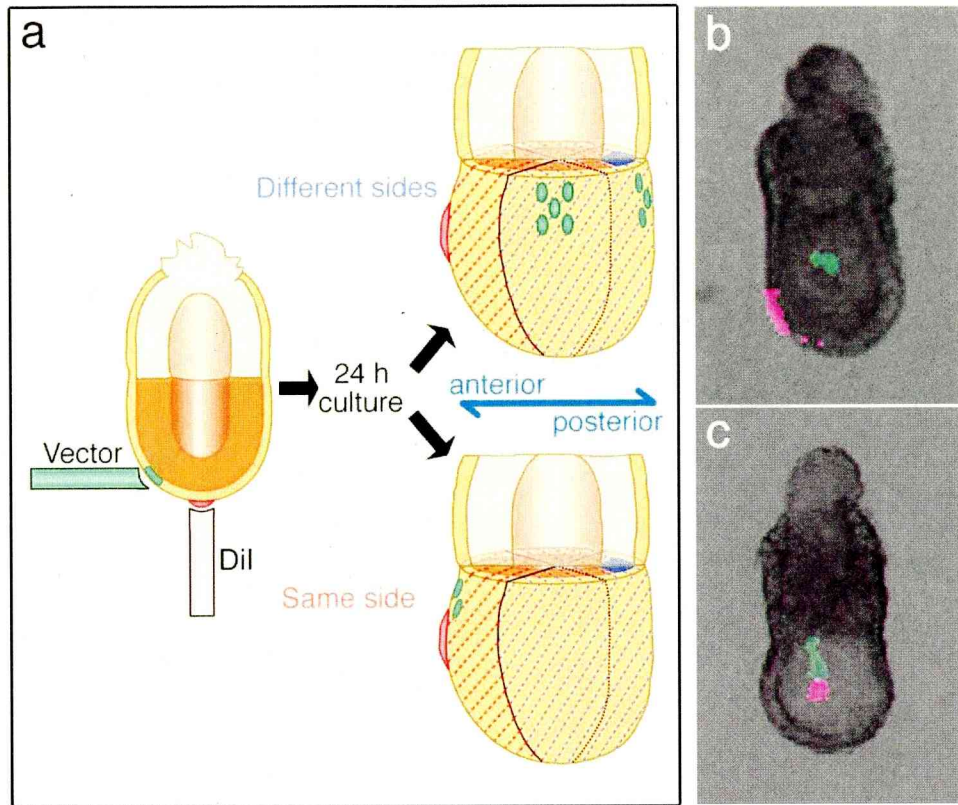 a
Different sides
24 h
culture
anterior
posterior
Vector
DiI
Same side
b
c